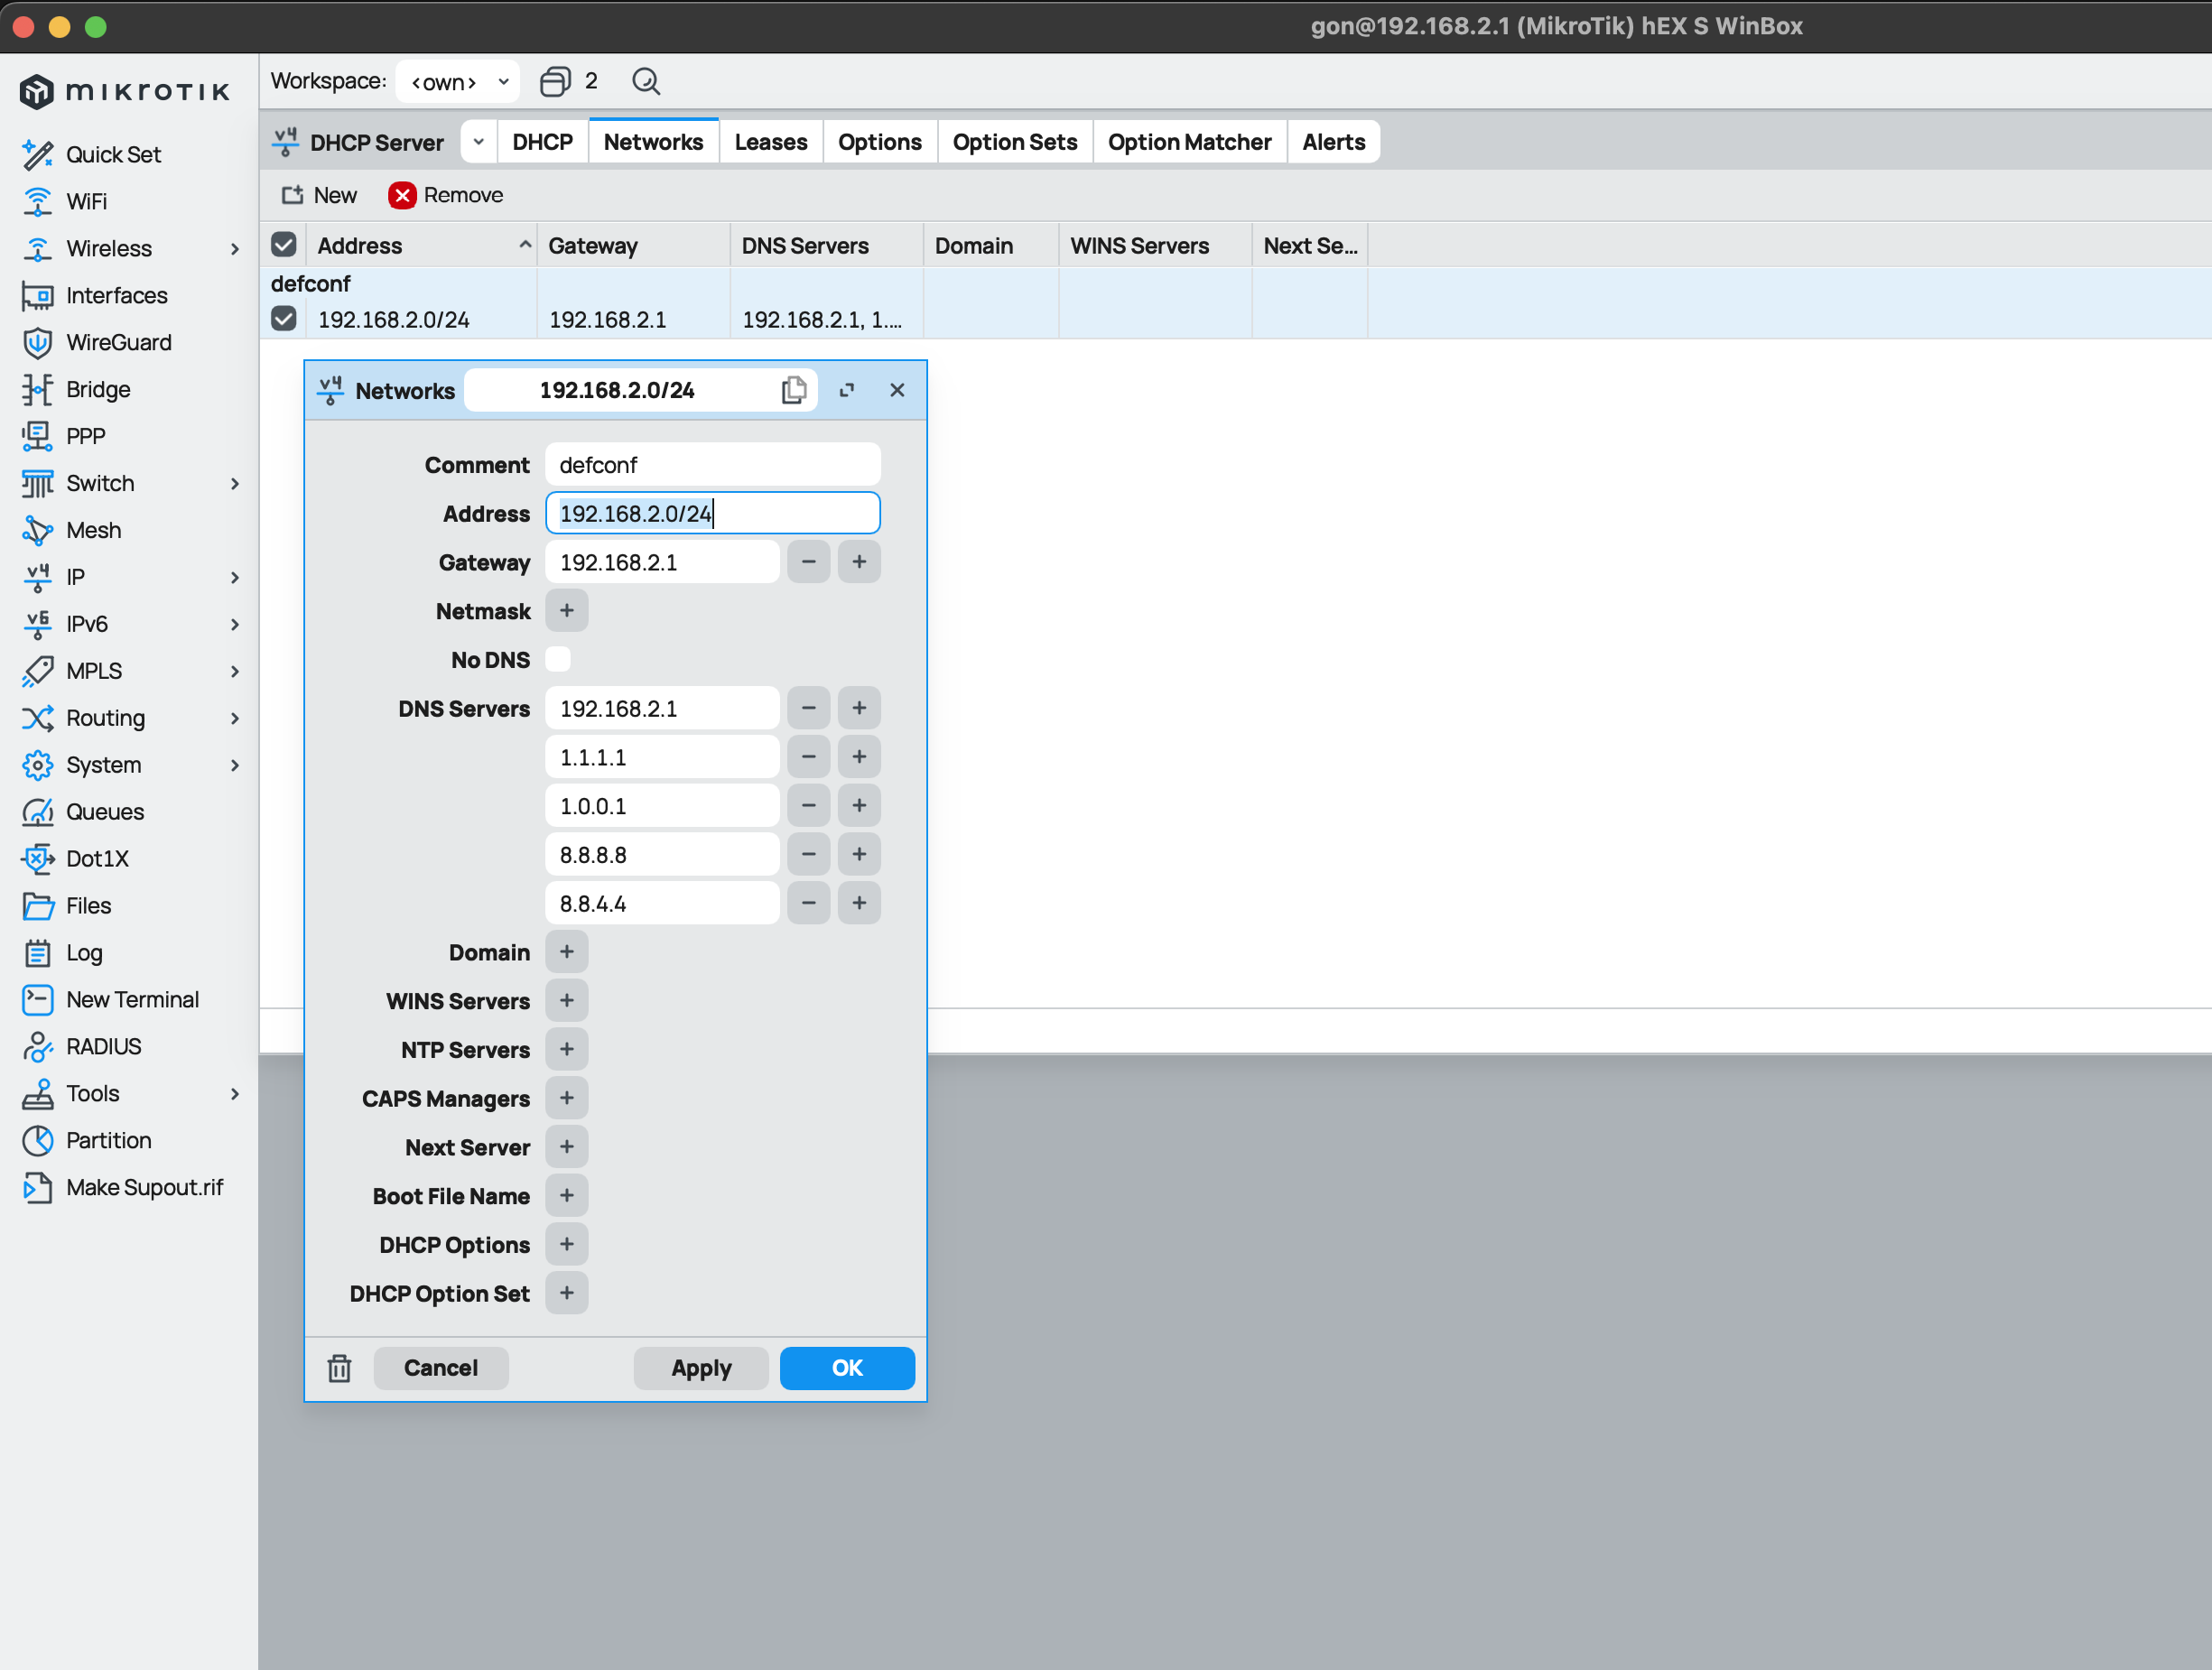 gon@192.168.2.1 (MikroTik) hEX S WinBox
mikrotik
Workspace: <own> 2
DHCP Server DHCP Networks Leases Options Option Sets Option Matcher Alerts
New Remove
Address Gateway DNS Servers Domain WINS Servers Next Se...
defconf
192.168.2.0/24 192.168.2.1 192.168.2.1, 1....
Quick Set
WiFi
Wireless
Interfaces
WireGuard
Bridge
PPP
Switch
Mesh
v4 IP
v6 IPv6
MPLS
Routing
System
Queues
Dot1X
Files
Log
New Terminal
RADIUS
Tools
Partition
Make Supout.rif
v4 Networks 192.168.2.0/24
Comment defconf
Address 192.168.2.0/24
Gateway 192.168.2.1 − +
Netmask +
No DNS
DNS Servers 192.168.2.1 − +
1.1.1.1 − +
1.0.0.1 − +
8.8.8.8 − +
8.8.4.4 − +
Domain +
WINS Servers +
NTP Servers +
CAPS Managers +
Next Server +
Boot File Name +
DHCP Options +
DHCP Option Set +
Cancel Apply OK